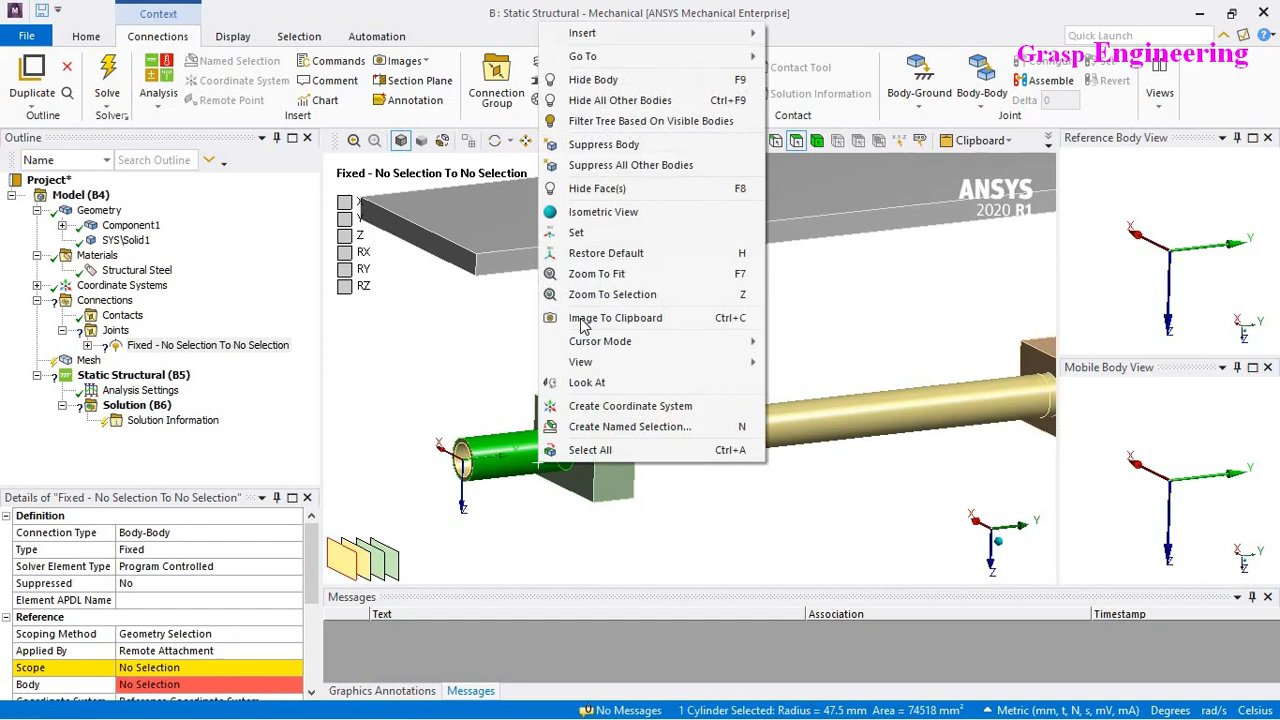 Context
B : Static Structural - Mechanical [ANSYS Mechanical Enterprise]
File
Home
Connections
Display
Selection
Automation
Quick Launch
Grasp Engineering
Duplicate
Outline
Solve
Solvers
Analysis
Named Selection
Coordinate System
Remote Point
Commands
Chart
Images
Section Plane
Annotation
Insert
Connection
Group
Contact Tool
Solution Information
Contact
Body-Ground
Body-Body
Assemble
Revert
Delta 0
Joint
Views
Clipboard
Outline
Name
Search Outline
Project*
Model (B4)
Geometry
Component1
SYS\Solid1
Materials
Structural Steel
Coordinate Systems
Connections
Contacts
Joints
Fixed - No Selection To No Selection
Mesh
Static Structural (B5)
Analysis Settings
Solution (B6)
Solution Information
Fixed - No Selection To No Selection
X
Y
Z
RX
RY
RZ
Insert
Go To
Hide Body F9
Hide All Other Bodies Ctrl+F9
Filter Tree Based On Visible Bodies
Suppress Body
Suppress All Other Bodies
Hide Face(s) F8
Isometric View
Set
Restore Default H
Zoom To Fit F7
Zoom To Selection Z
Image To Clipboard Ctrl+C
Cursor Mode
View
Look At
Create Coordinate System
Create Named Selection... N
Select All Ctrl+A
ANSYS
2020 R1
X
Z
X
Y
Z
Reference Body View
X
Y
Z
Mobile Body View
X
Y
Z
Details of "Fixed - No Selection To No Selection"
Definition
Connection Type Body-Body
Type Fixed
Solver Element Type Program Controlled
Suppressed No
Element APDL Name
Reference
Scoping Method Geometry Selection
Applied By Remote Attachment
Scope No Selection
Body No Selection
Coordinate System Reference Coordinate System
Messages
Text Association Timestamp
Graphics Annotations Messages
No Messages
1 Cylinder Selected: Radius = 47.5 mm Area = 74518 mm²
Metric (mm, t, N, s, mV, mA) Degrees rad/s Celsius